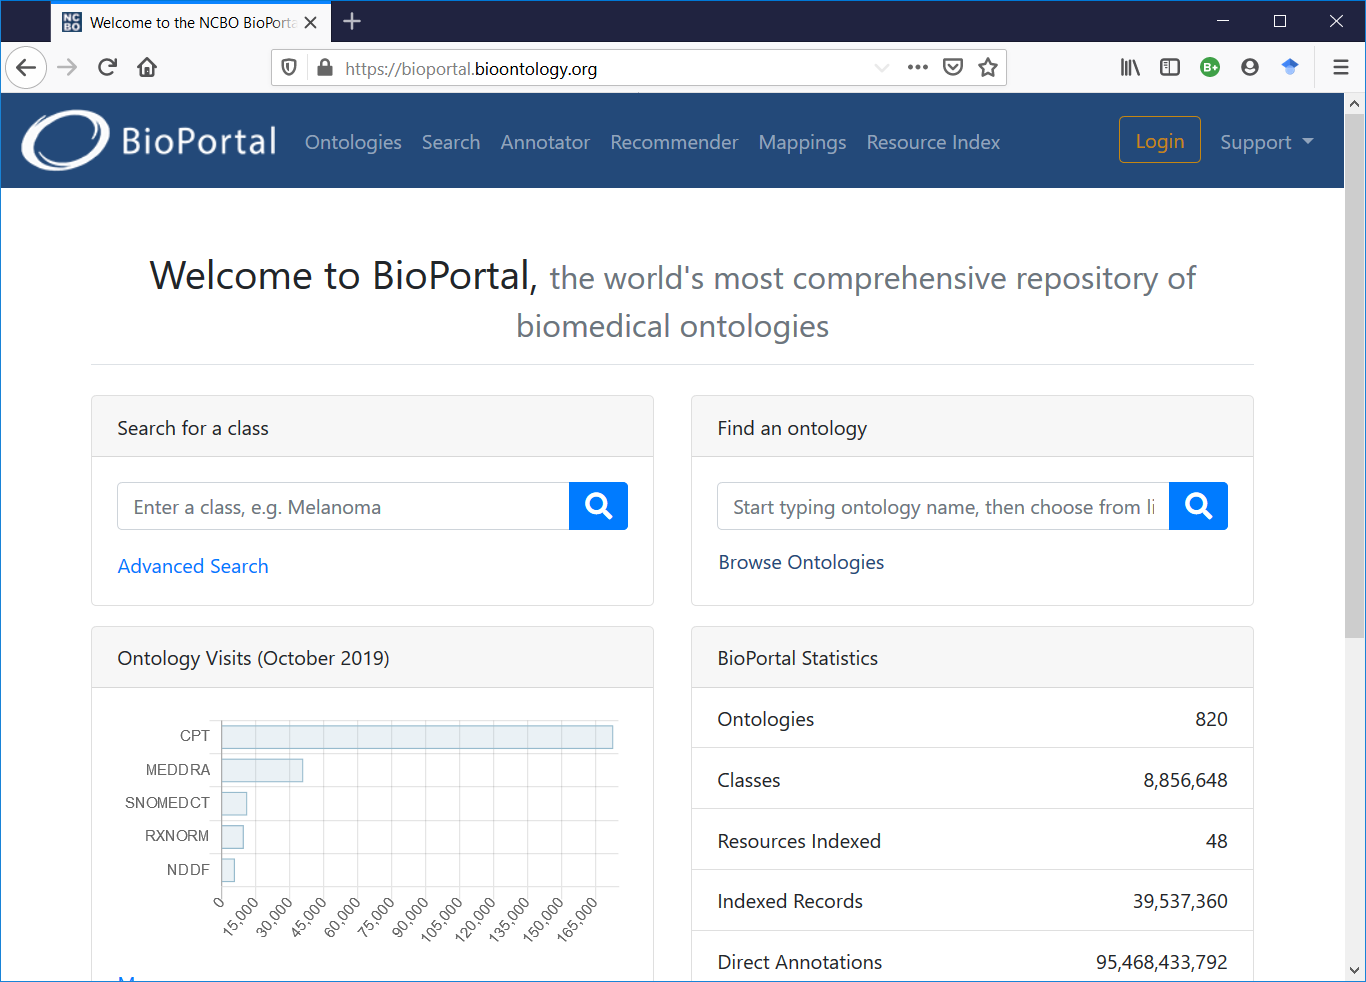 NC
BO
Welcome to the NCBO BioPorta
https://bioportal.bioontology.org
B+
BioPortal
Ontologies
Search
Annotator
Recommender
Mappings
Resource Index
Login
Support
Welcome to BioPortal, the world's most comprehensive repository of
biomedical ontologies
Search for a class
Enter a class, e.g. Melanoma
Advanced Search
Find an ontology
Start typing ontology name, then choose from li
Browse Ontologies
Ontology Visits (October 2019)
CPT
MEDDRA
SNOMEDCT
RXNORM
NDDF
0
15,000
30,000
45,000
60,000
75,000
90,000
105,000
120,000
135,000
150,000
165,000
BioPortal Statistics
Ontologies 820
Classes 8,856,648
Resources Indexed 48
Indexed Records 39,537,360
Direct Annotations 95,468,433,792